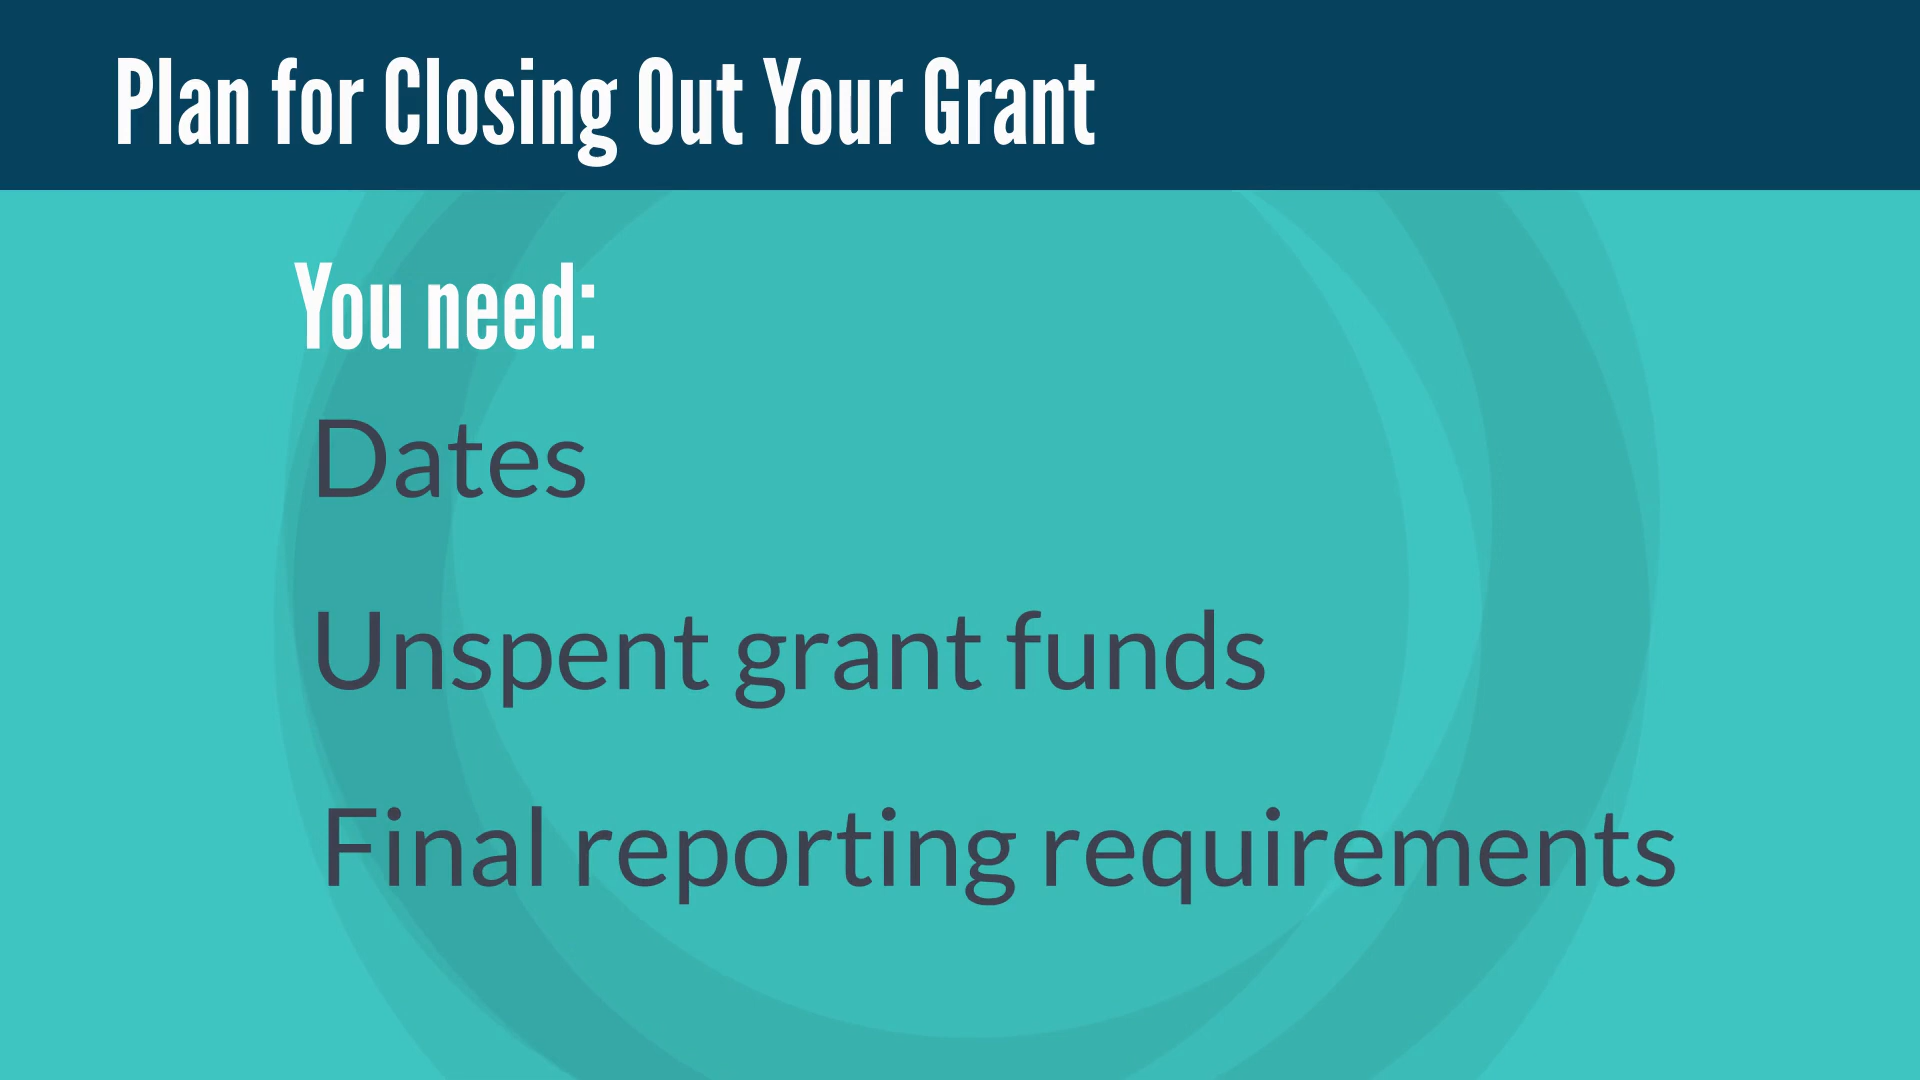 Plan for Closing Out Your Grant
You need:
Dates
Unspent grant funds
Final reporting requirements